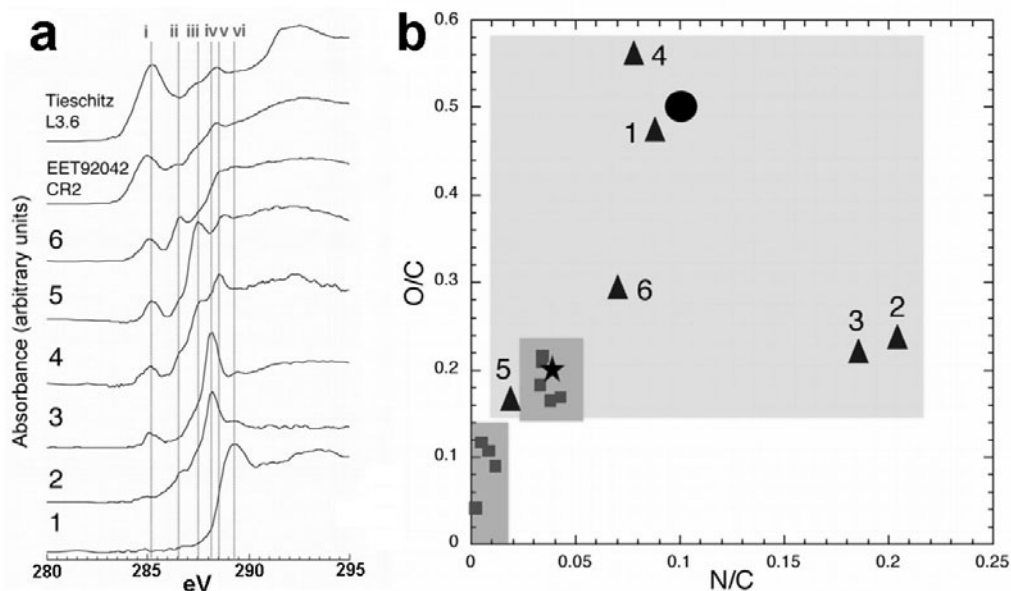 a
i ii iii iv v vi
Tieschitz
L3.6
EET92042
CR2
6
5
4
3
2
1
Absorbance (arbitrary units)
280 285 290 295
eV
b
0.6
0.5
0.4
0.3
0.2
0.1
0
O/C
4
1
6
3 2
5
0 0.05 0.1 0.15 0.2 0.25
N/C